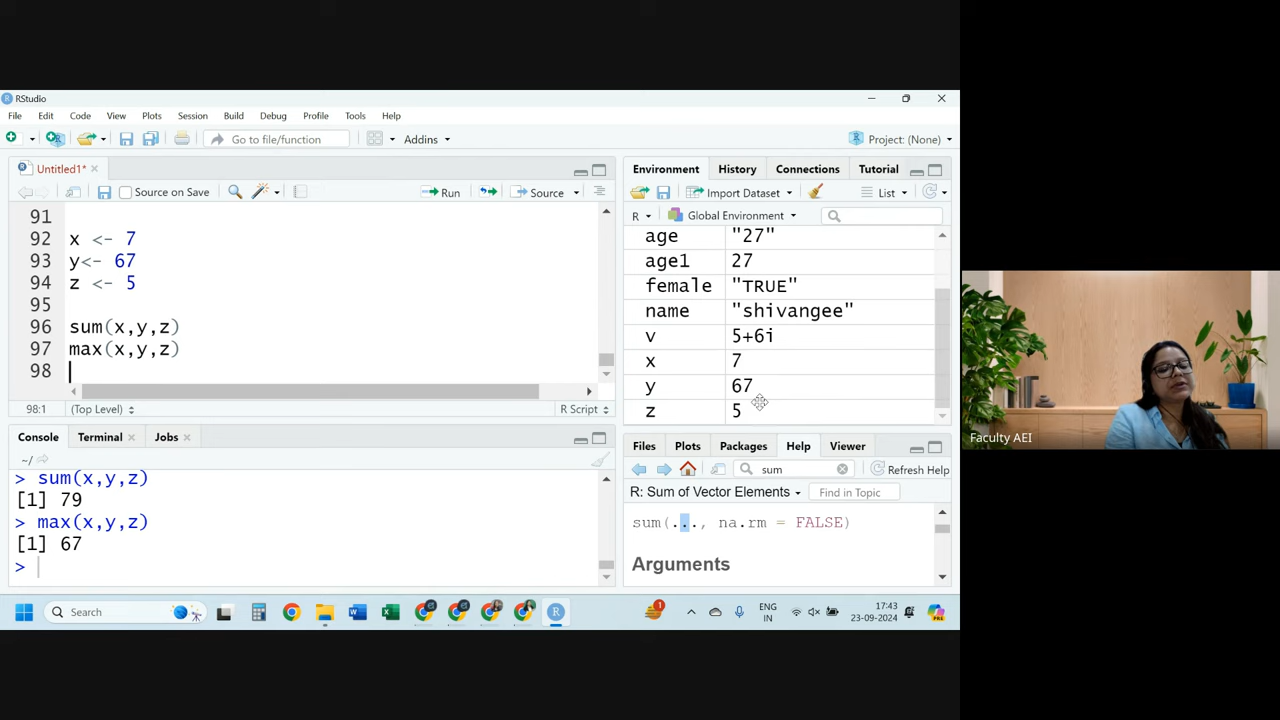 RStudio
File Edit Code View Plots Session Build Debug Profile Tools Help
Go to file/function Addins Project: (None)
Untitled1*
Source on Save Run Source
91
92 x <- 7
93 y<- 67
94 z <- 5
95
96 sum(x,y,z)
97 max(x,y,z)
98
98:1 (Top Level) R Script
Console Terminal Jobs
~/
> sum(x,y,z)
[1] 79
> max(x,y,z)
[1] 67
>
Environment History Connections Tutorial
Import Dataset List
R Global Environment
age "27"
age1 27
female "TRUE"
name "shivangee"
v 5+6i
x 7
y 67
z 5
Files Plots Packages Help Viewer
sum Refresh Help
R: Sum of Vector Elements Find in Topic
sum(..., na.rm = FALSE)
Arguments
Faculty AEI
Search
ENG
IN
17:43
23-09-2024